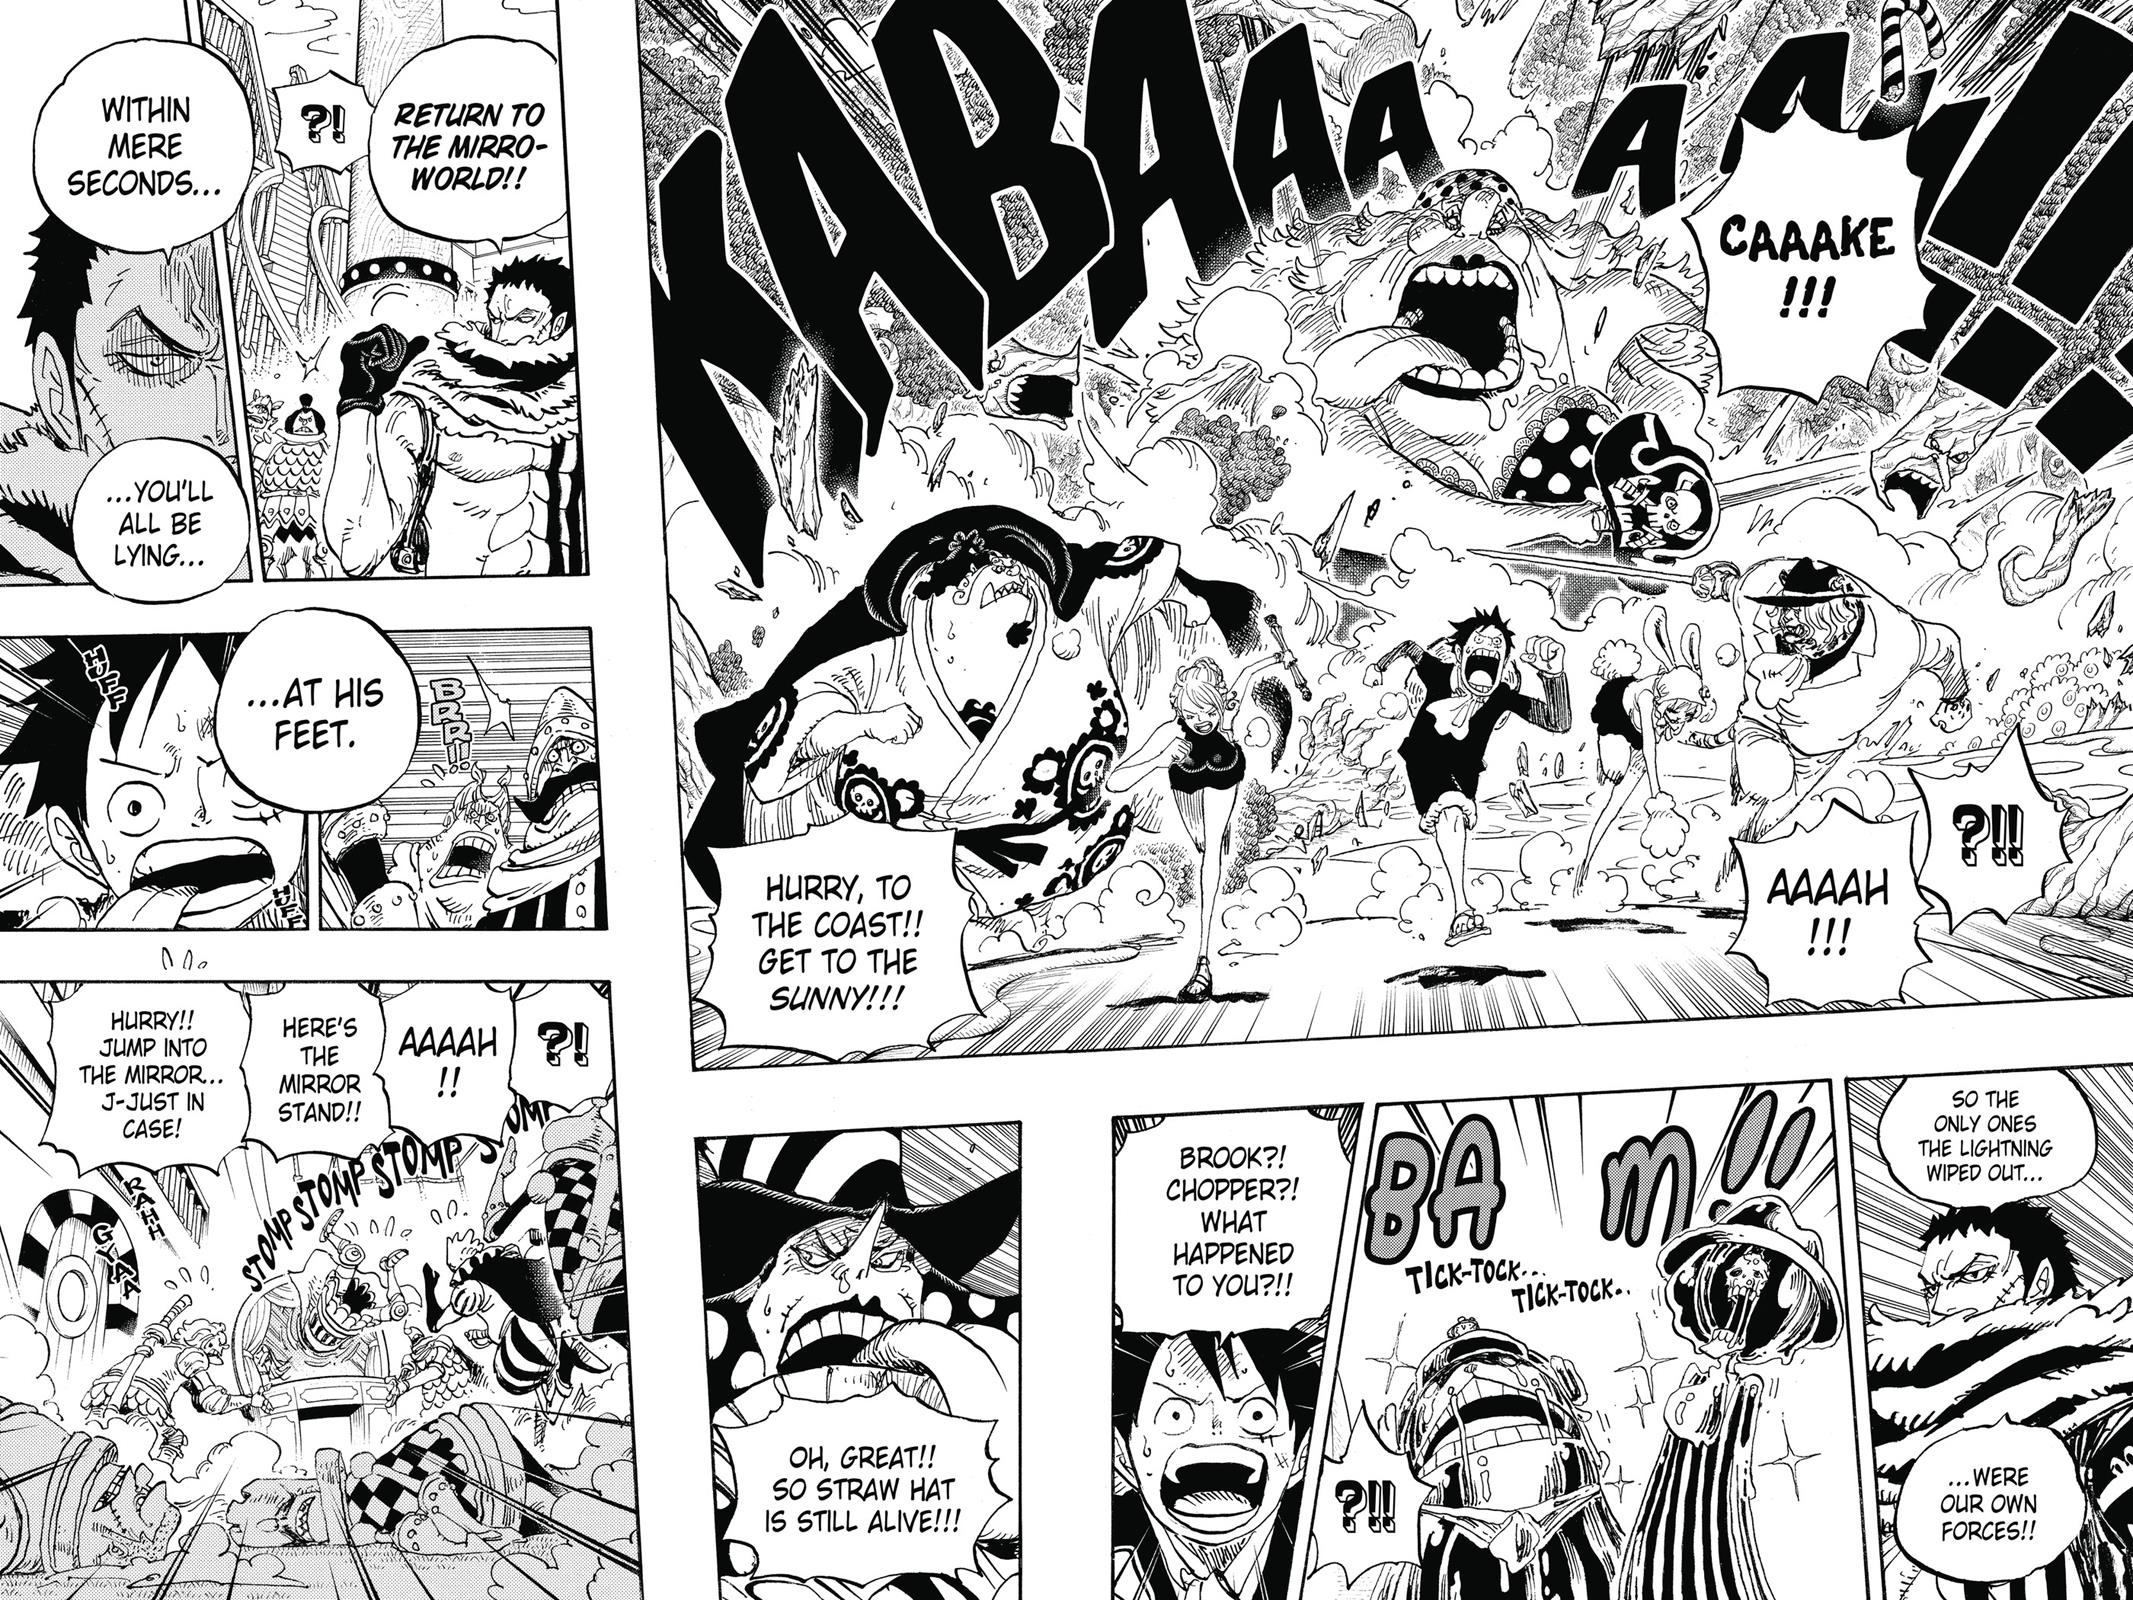 KABAAAAAA!!!
CAAAKE
!!!
?!!
AAAAH
!!!
HURRY, TO
THE COAST!!
GET TO THE
SUNNY!!!
SO THE
ONLY ONES
THE LIGHTNING
WIPED OUT...
...WERE
OUR OWN
FORCES!!
BAM!!
TICK-TOCK...
TICK-TOCK...
?!!
BROOK?!
CHOPPER?!
WHAT
HAPPENED
TO YOU?!!
OH, GREAT!!
SO STRAW HAT
IS STILL ALIVE!!!
RETURN TO
THE MIRRO-
WORLD!!
?!
WITHIN
MERE
SECONDS...
...YOU'LL
ALL BE
LYING...
BRR!!
...AT HIS
FEET.
HUFF
HUFF
?!
AAAAH
!!
HERE'S
THE
MIRROR
STAND!!
HURRY!!
JUMP INTO
THE MIRROR...
J-JUST IN
CASE!
STOMP STOMP STOMP STOMP
RAHH
GYAA